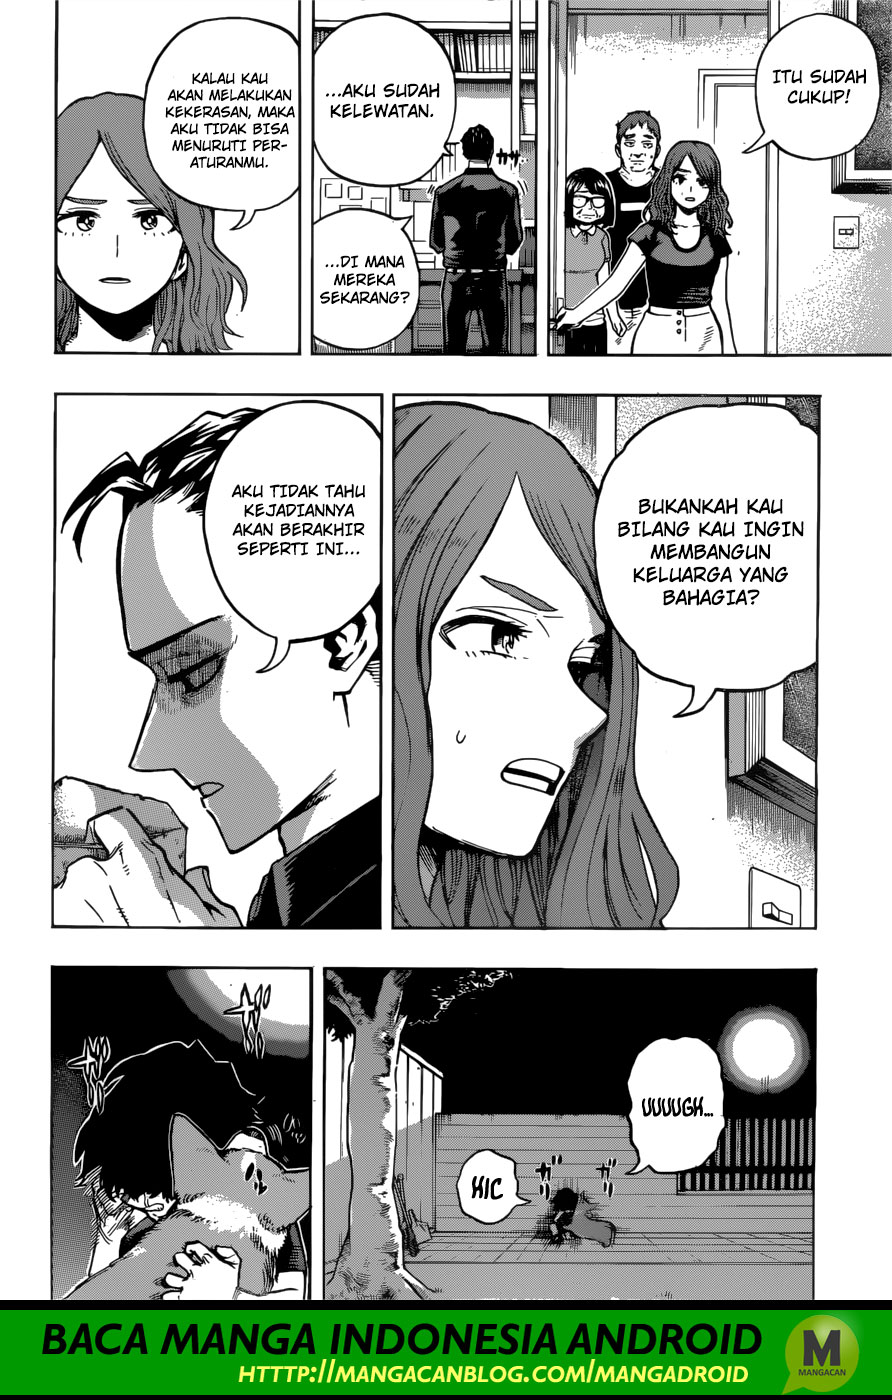 ITU SUDAH
CUKUP!
...AKU SUDAH
KELEWATAN.
...DI MANA
MEREKA
SEKARANG?
KALAU KAU
AKAN MELAKUKAN
KEKERASAN, MAKA
AKU TIDAK BISA
MENURUTI PER-
ATURANMU.
BUKANKAH KAU
BILANG KAU INGIN
MEMBANGUN
KELUARGA YANG
BAHAGIA?
AKU TIDAK TAHU
KEJADIANNYA
AKAN BERAKHIR
SEPERTI INI...
UUUUGH...
HIC
BACA MANGA INDONESIA ANDROID
HTTTP://MANGACANBLOG.COM/MANGADROID
M
MANGACAN